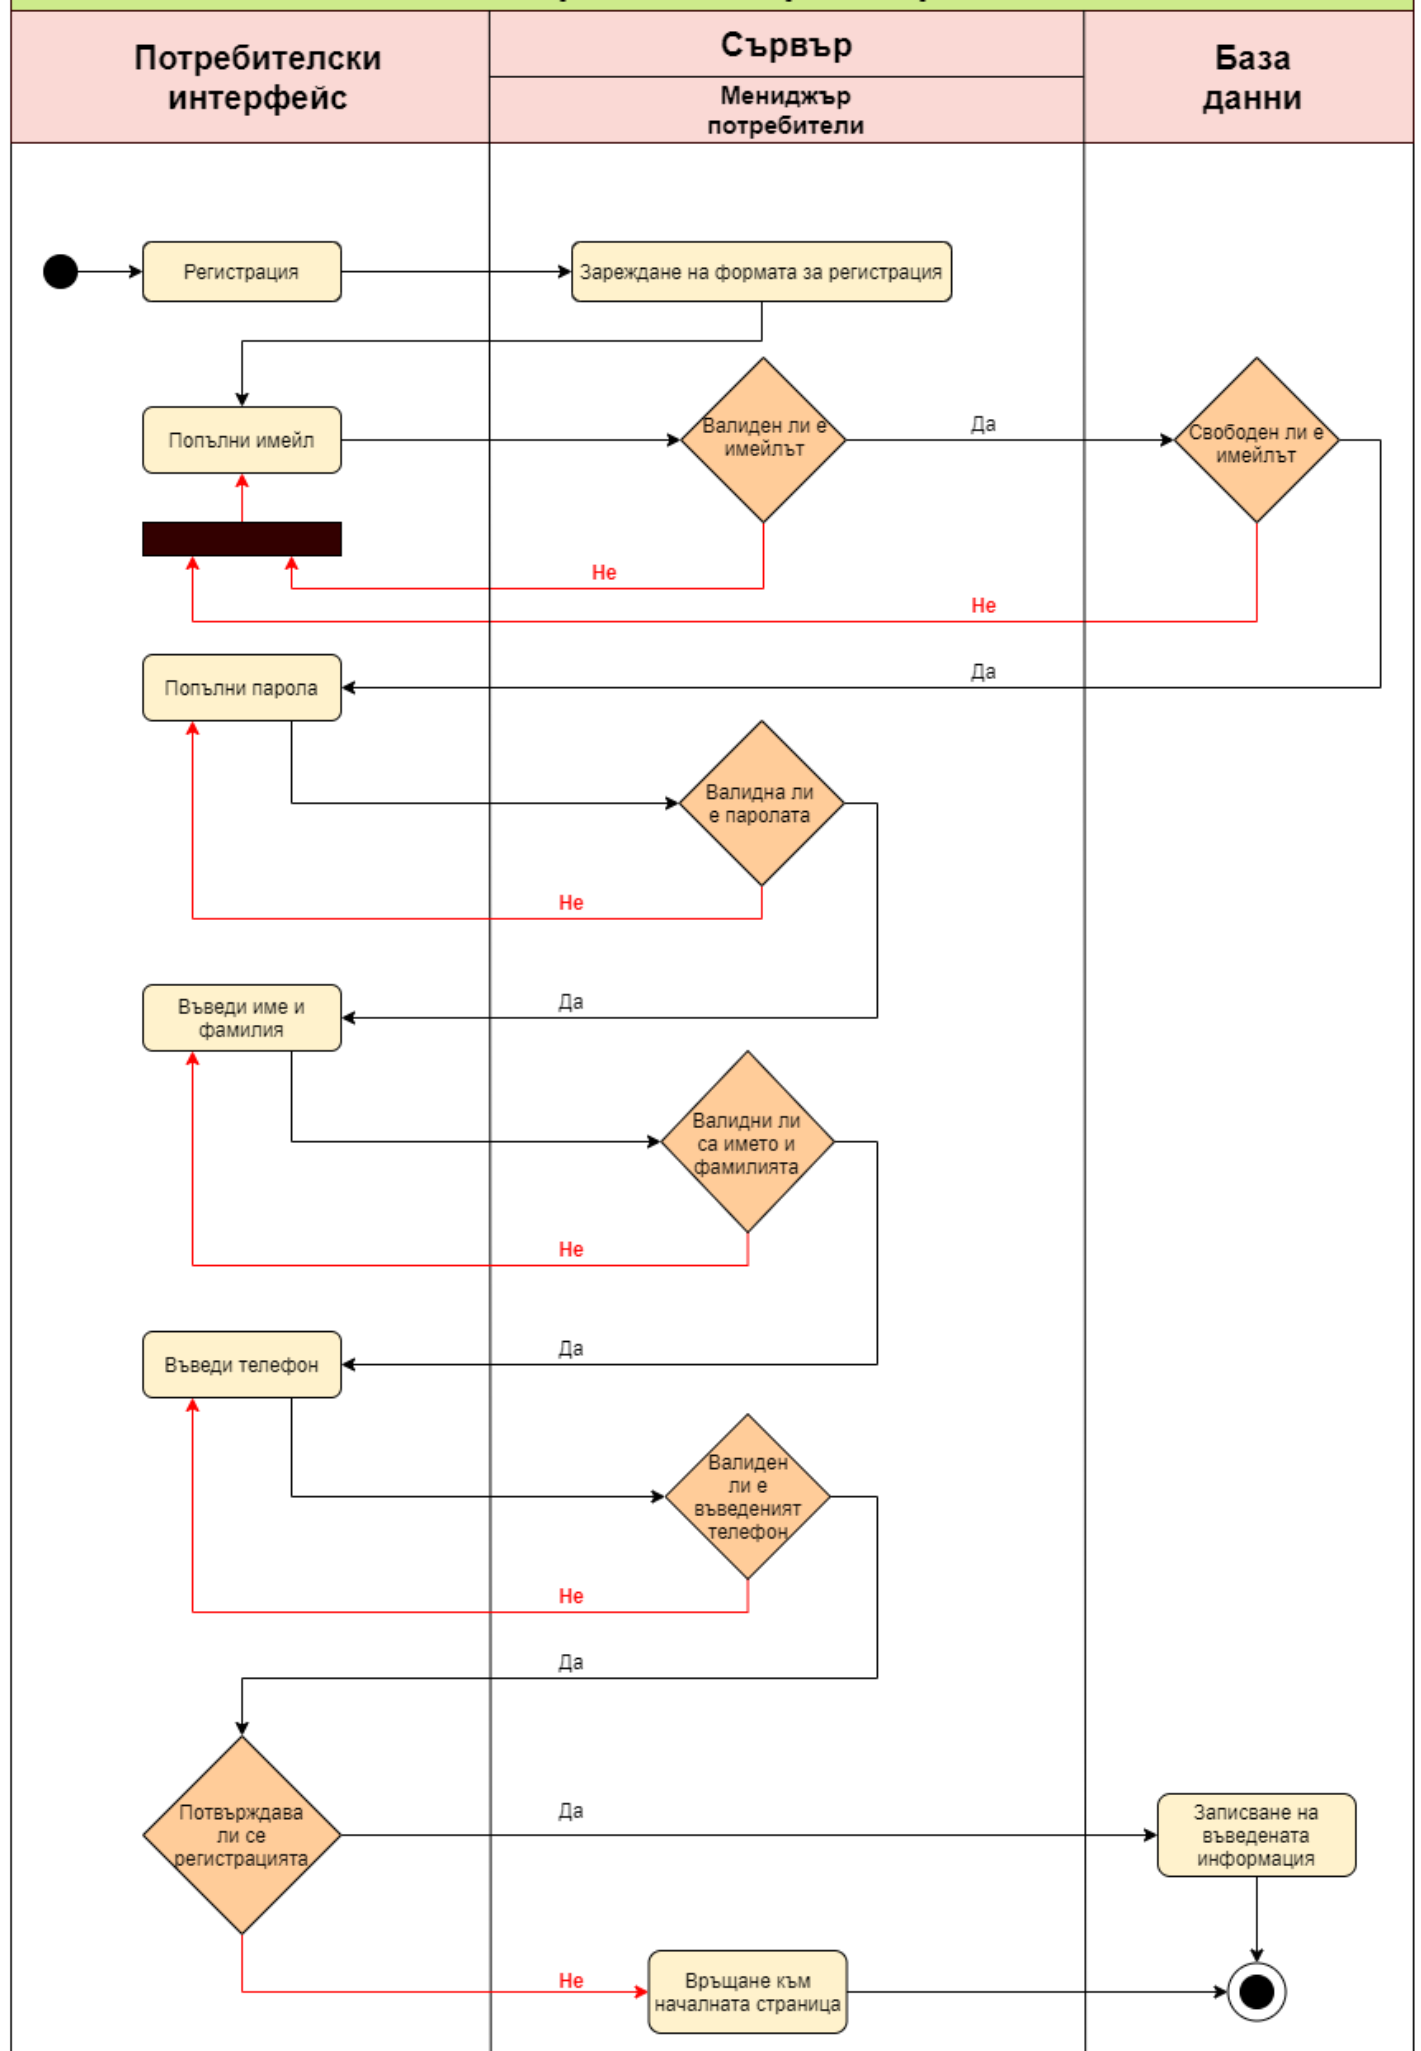 Потребителски
интерфейс
Сървър
Мениджър
потребители
База
данни
Регистрация
Зареждане на формата за регистрация
Попълни имейл
Валиден ли е
имейлът
Да
Свободен ли е
имейлът
Не
Не
Попълни парола
Да
Валидна ли
е паролата
Не
Въведи име и
фамилия
Да
Валидни ли
са името и
фамилията
Не
Въведи телефон
Да
Валиден
ли е
въведеният
телефон
Не
Да
Потвърждава
ли се
регистрацията
Да
Записване на
въведената
информация
Не
Връщане към
началната страница